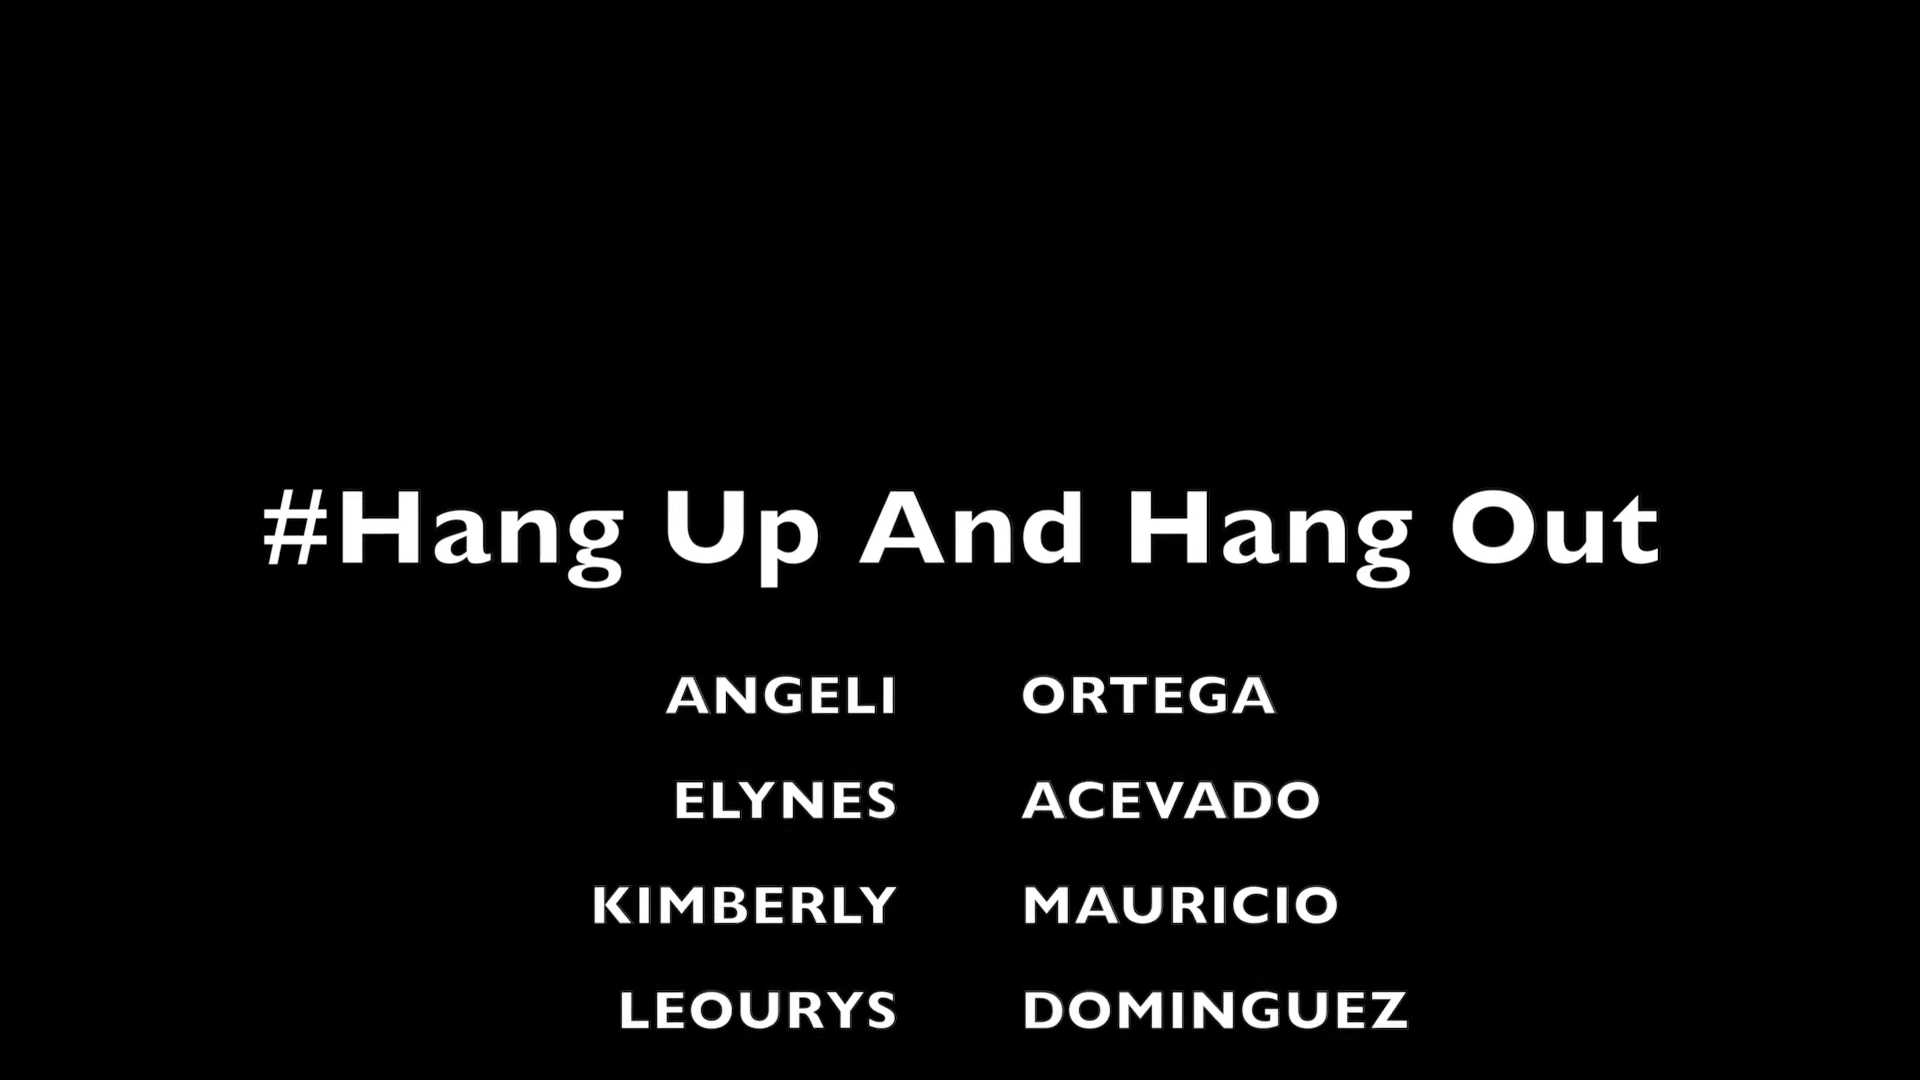 #Hang Up And Hang Out
ANGELI ORTEGA
ELYNES ACEVADO
KIMBERLY MAURICIO
LEOURYS DOMINGUEZ